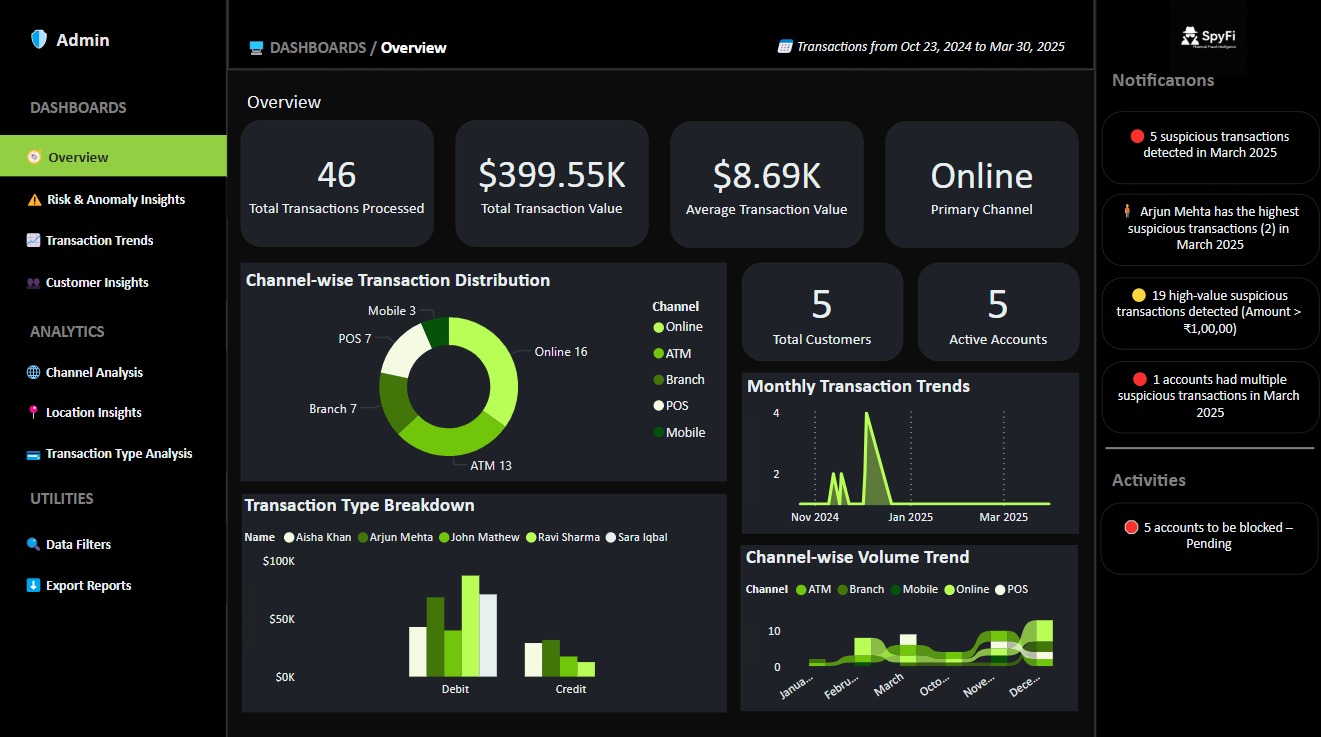 Admin
DASHBOARDS
Overview
Risk & Anomaly Insights
Transaction Trends
Customer Insights
ANALYTICS
Channel Analysis
Location Insights
Transaction Type Analysis
UTILITIES
Data Filters
Export Reports
DASHBOARDS / Overview
Transactions from Oct 23, 2024 to Mar 30, 2025
Overview
46
Total Transactions Processed
$399.55K
Total Transaction Value
$8.69K
Average Transaction Value
Online
Primary Channel
Channel-wise Transaction Distribution
Mobile 3
POS 7
Online 16
Branch 7
ATM 13
Channel
Online
ATM
Branch
POS
Mobile
5
Total Customers
5
Active Accounts
Monthly Transaction Trends
4
2
Nov 2024 Jan 2025 Mar 2025
Transaction Type Breakdown
Name Aisha Khan Arjun Mehta John Mathew Ravi Sharma Sara Iqbal
$100K
$50K
$0K
Debit Credit
Channel-wise Volume Trend
Channel ATM Branch Mobile Online POS
10
0
Janua... Febru... March Octo... Nove... Dece...
SpyFi
Financial Fraud Intelligence
Notifications
5 suspicious transactions
detected in March 2025
Arjun Mehta has the highest
suspicious transactions (2) in
March 2025
19 high-value suspicious
transactions detected (Amount >
₹1,00,00)
1 accounts had multiple
suspicious transactions in March
2025
Activities
5 accounts to be blocked –
Pending